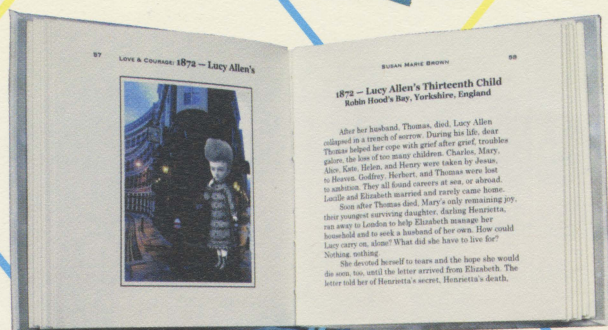 57 LOVE & COURAGE: 1872 — Lucy Allen's
SUSAN MARIE BROWN 58
1872 — Lucy Allen's Thirteenth Child
Robin Hood's Bay, Yorkshire, England
After her husband, Thomas, died, Lucy Allen
collapsed in a trench of sorrow. During his life, dear
Thomas helped her cope with grief after grief, troubles
galore, the loss of too many children. Charles, Mary,
Alice, Kate, Helen, and Henry were taken by Jesus,
to Heaven. Godfrey, Herbert, and Thomas were lost
to ambition. They all found careers at sea, or abroad.
Lucille and Elizabeth married and rarely came home.
Soon after Thomas died, Mary's only remaining joy,
their youngest surviving daughter, darling Henrietta,
ran away to London to help Elizabeth manage her
household and to seek a husband of her own. How could
Lucy carry on, alone? What did she have to live for?
Nothing, nothing.
She devoted herself to tears and the hope she would
die soon, too, until the letter arrived from Elizabeth. The
letter told her of Henrietta's secret, Henrietta's death,